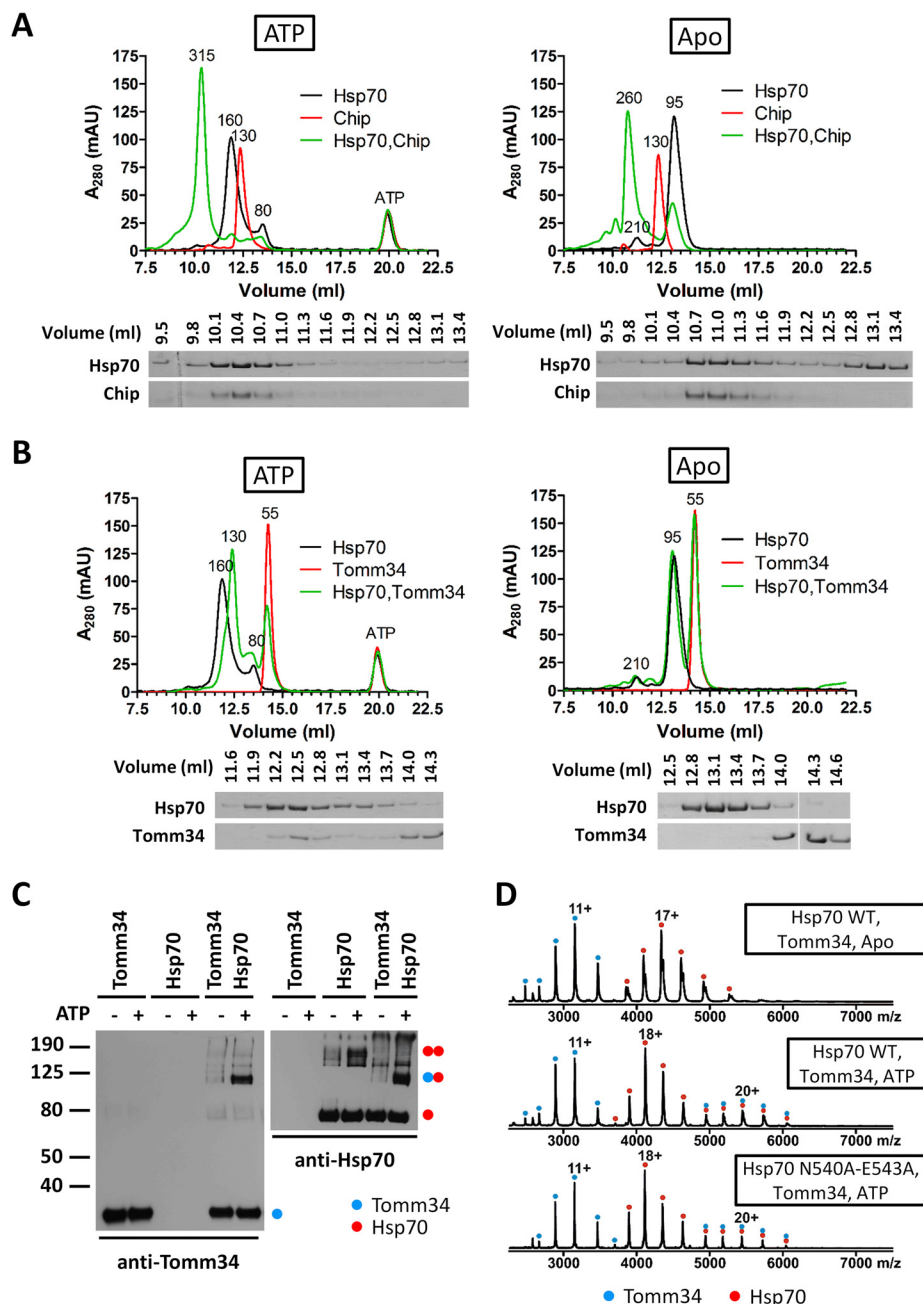 A
ATP
Apo
315
160
130
80
ATP
Hsp70
Chip
Hsp70,Chip
A280 (mAU)
175
150
125
100
75
50
25
0
7.5 10.0 12.5 15.0 17.5 20.0 22.5
Volume (ml)
260
95
130
210
Hsp70
Chip
Hsp70,Chip
A280 (mAU)
175
150
125
100
75
50
25
0
7.5 10.0 12.5 15.0 17.5 20.0 22.5
Volume (ml)
Volume (ml) 9.5 9.8 10.1 10.4 10.7 11.0 11.3 11.6 11.9 12.2 12.5 12.8 13.1 13.4
Hsp70
Chip
Volume (ml) 9.5 9.8 10.1 10.4 10.7 11.0 11.3 11.6 11.9 12.2 12.5 12.8 13.1 13.4
Hsp70
Chip
B
ATP
Apo
160
130
80
55
ATP
Hsp70
Tomm34
Hsp70,Tomm34
A280 (mAU)
175
150
125
100
75
50
25
0
7.5 10.0 12.5 15.0 17.5 20.0 22.5
Volume (ml)
55
95
210
Hsp70
Tomm34
Hsp70,Tomm34
A280 (mAU)
175
150
125
100
75
50
25
0
7.5 10.0 12.5 15.0 17.5 20.0 22.5
Volume (ml)
Volume (ml) 11.6 11.9 12.2 12.5 12.8 13.1 13.4 13.7 14.0 14.3
Hsp70
Tomm34
Volume (ml) 12.5 12.8 13.1 13.4 13.7 14.0 14.3 14.6
Hsp70
Tomm34
C
Tomm34 Hsp70 Tomm34 Hsp70 Tomm34 Hsp70 Tomm34 Hsp70
ATP - + - + - + - + - + - +
190
125
80
50
40
anti-Hsp70
Tomm34
Hsp70
anti-Tomm34
D
11+ 17+
Hsp70 WT,
Tomm34, Apo
3000 4000 5000 6000 7000 m/z
11+ 18+ 20+
Hsp70 WT,
Tomm34, ATP
3000 4000 5000 6000 7000 m/z
11+ 18+ 20+
Hsp70 N540A-E543A,
Tomm34, ATP
3000 4000 5000 6000 7000 m/z
Tomm34 Hsp70